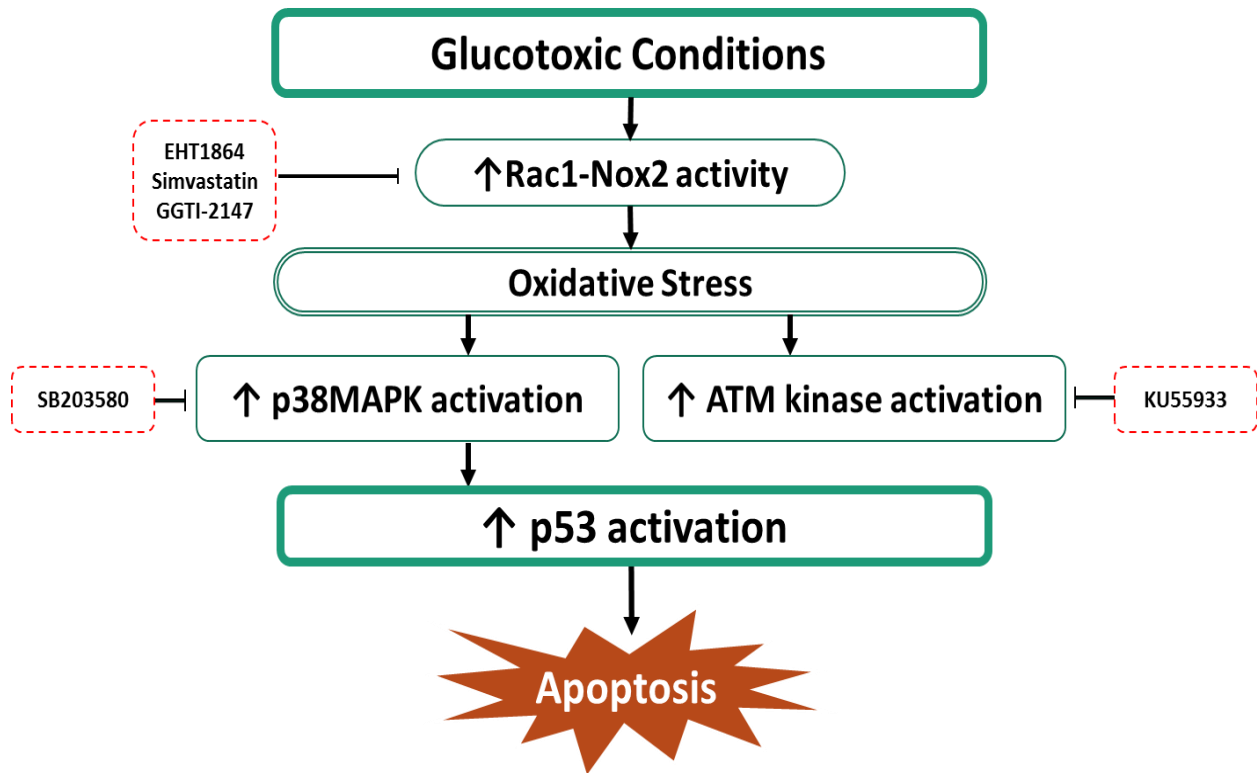 Glucotoxic Conditions
EHT1864
Simvastatin
GGTI-2147
↑Rac1-Nox2 activity
Oxidative Stress
SB203580
↑ p38MAPK activation
↑ ATM kinase activation
KU55933
↑ p53 activation
Apoptosis